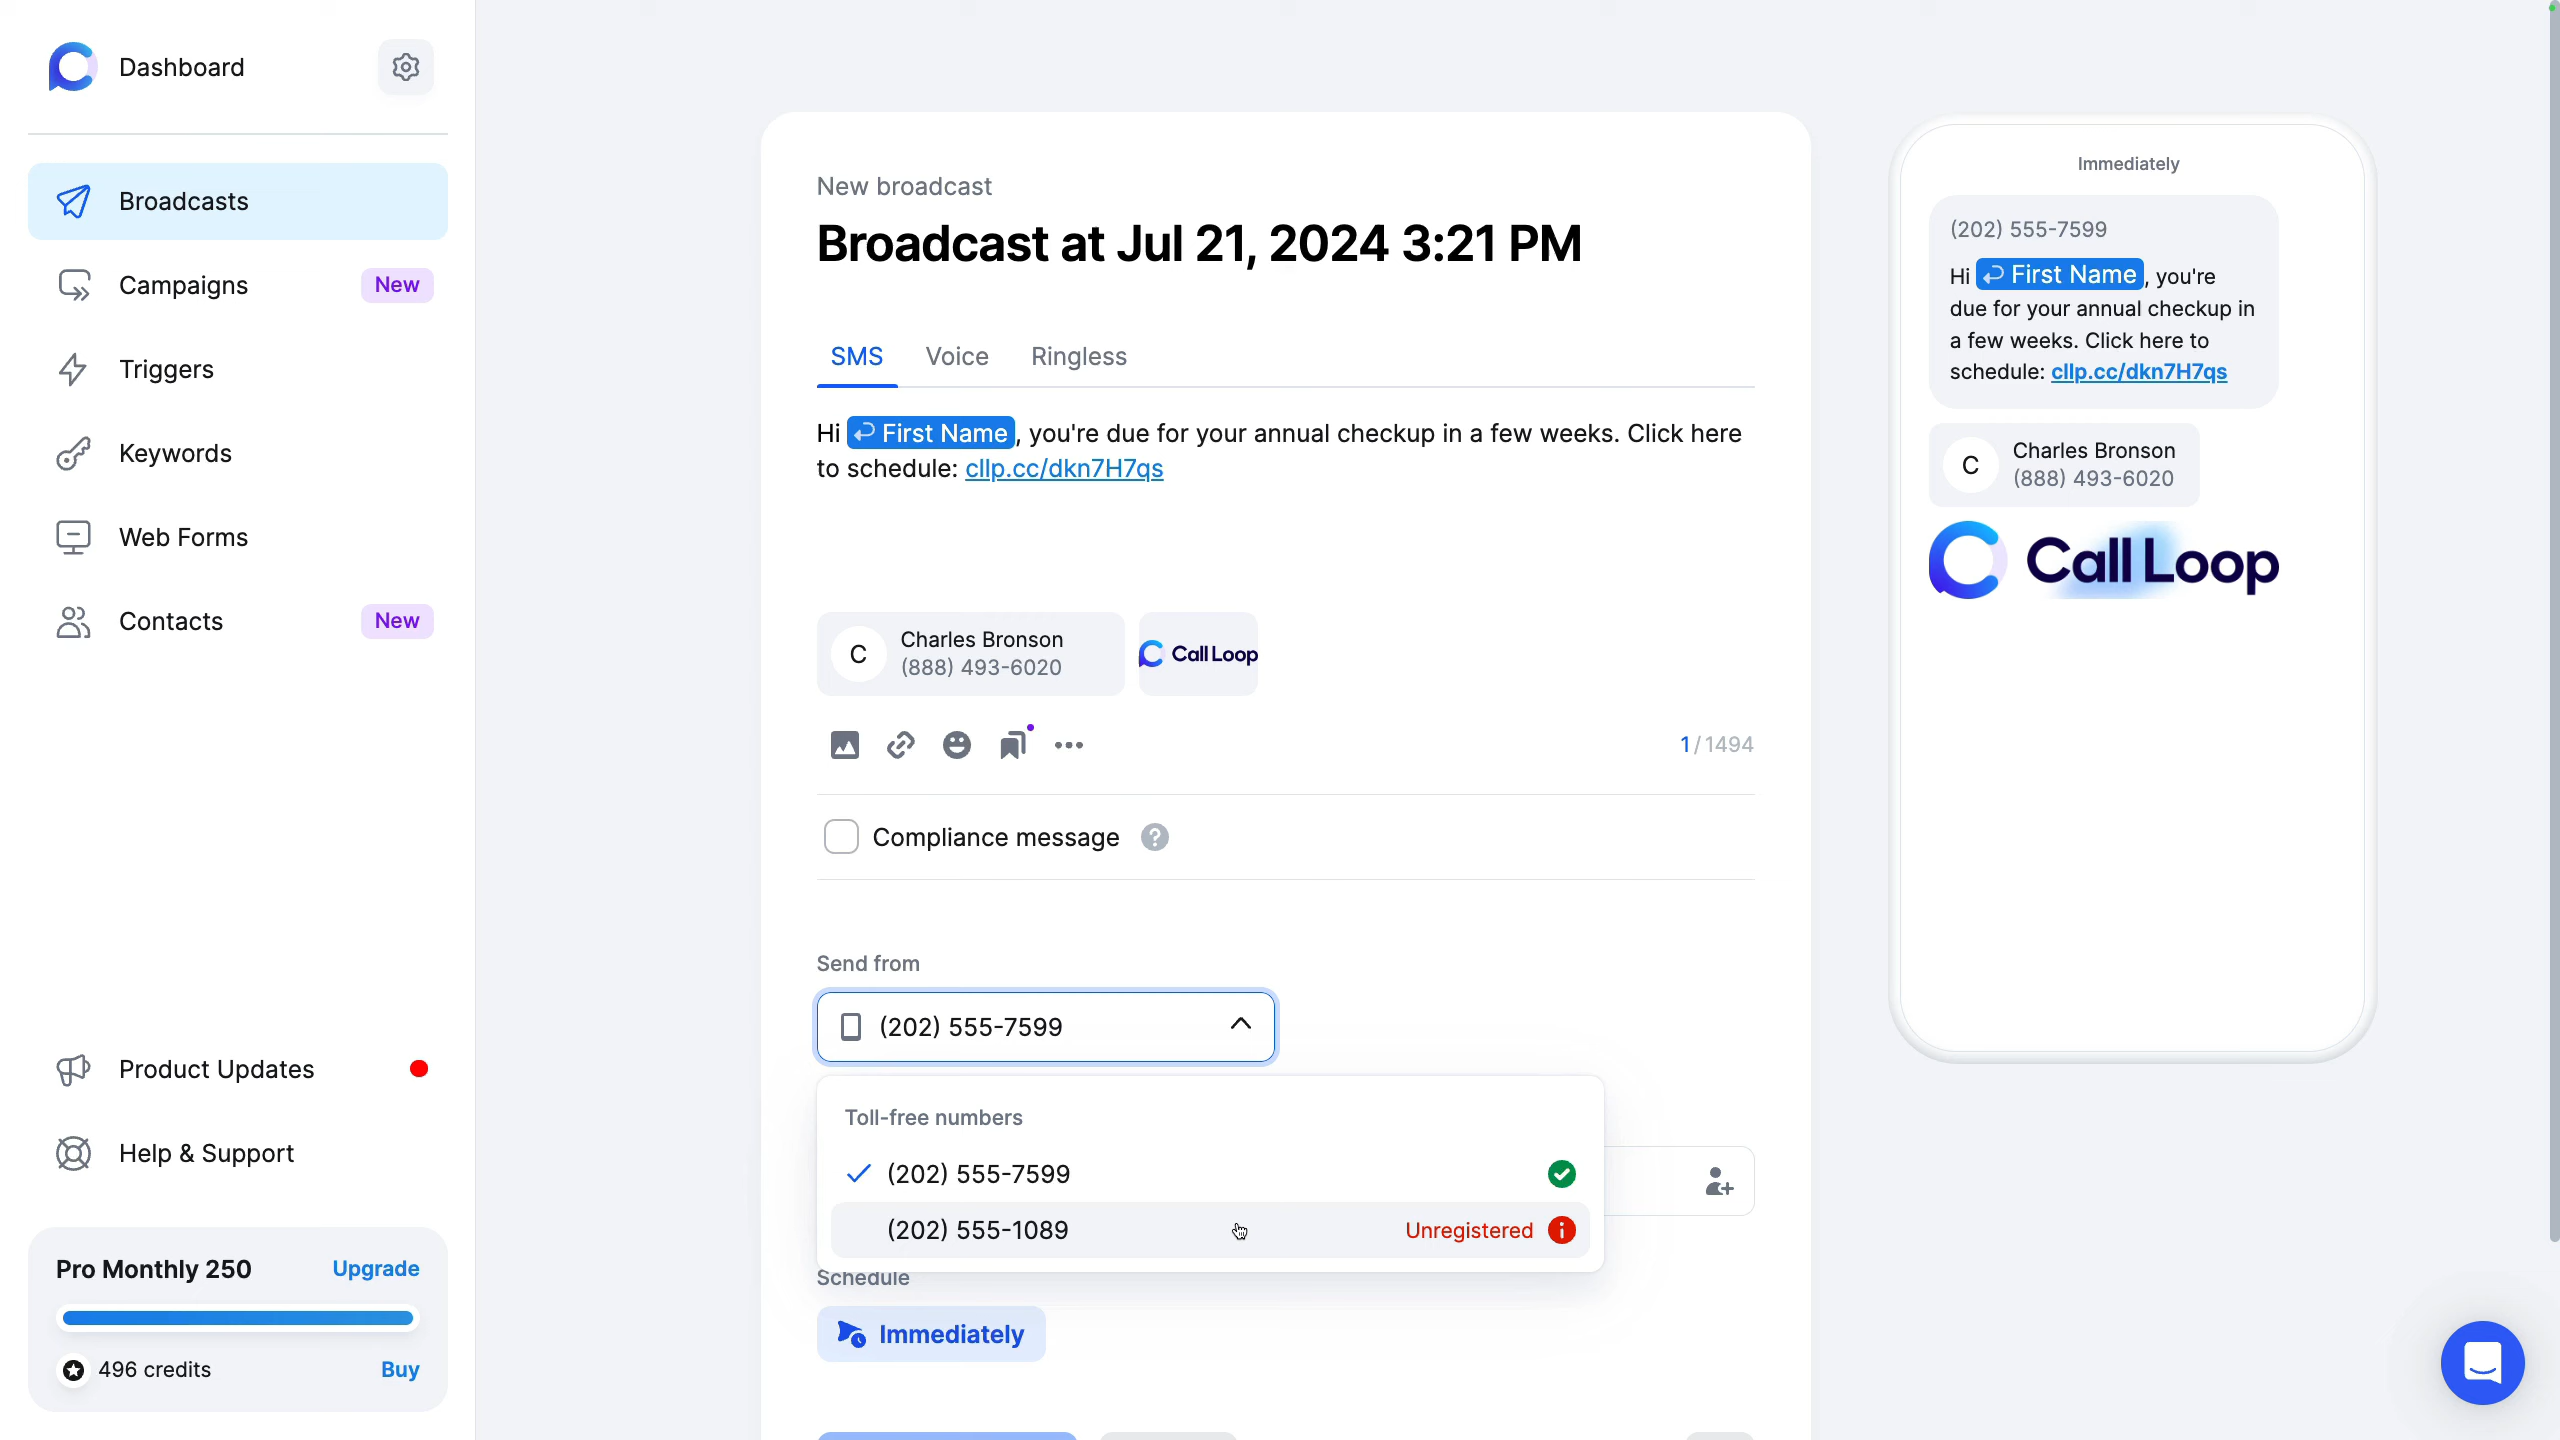 Dashboard
Broadcasts
Campaigns New
Triggers
Keywords
Web Forms
Contacts New
Product Updates
Help & Support
Pro Monthly 250 Upgrade
496 credits Buy
New broadcast
Broadcast at Jul 21, 2024 3:21 PM
SMS Voice Ringless
Hi First Name, you're due for your annual checkup in a few weeks. Click here
to schedule: cllp.cc/dkn7H7qs
C Charles Bronson
(888) 493-6020
Call Loop
1/1494
Compliance message ?
Send from
(202) 555-7599
Toll-free numbers
(202) 555-7599
(202) 555-1089 Unregistered
Schedule
Immediately
Immediately
(202) 555-7599
Hi First Name, you're
due for your annual checkup in
a few weeks. Click here to
schedule: cllp.cc/dkn7H7qs
C Charles Bronson
(888) 493-6020
Call Loop